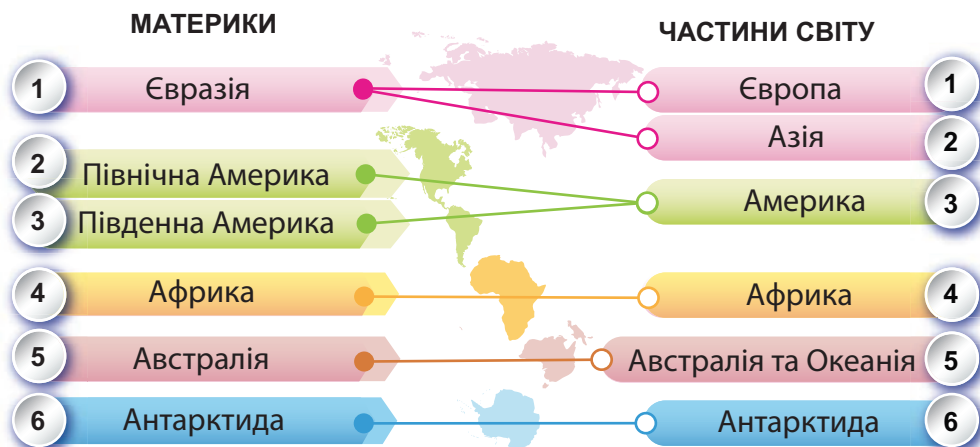 МАТЕРИКИ
ЧАСТИНИ СВІТУ
1 Євразія
Європа 1
Азія 2
2 Північна Америка
3 Південна Америка
Америка 3
4 Африка
Африка 4
5 Австралія
Австралія та Океанія 5
6 Антарктида
Антарктида 6